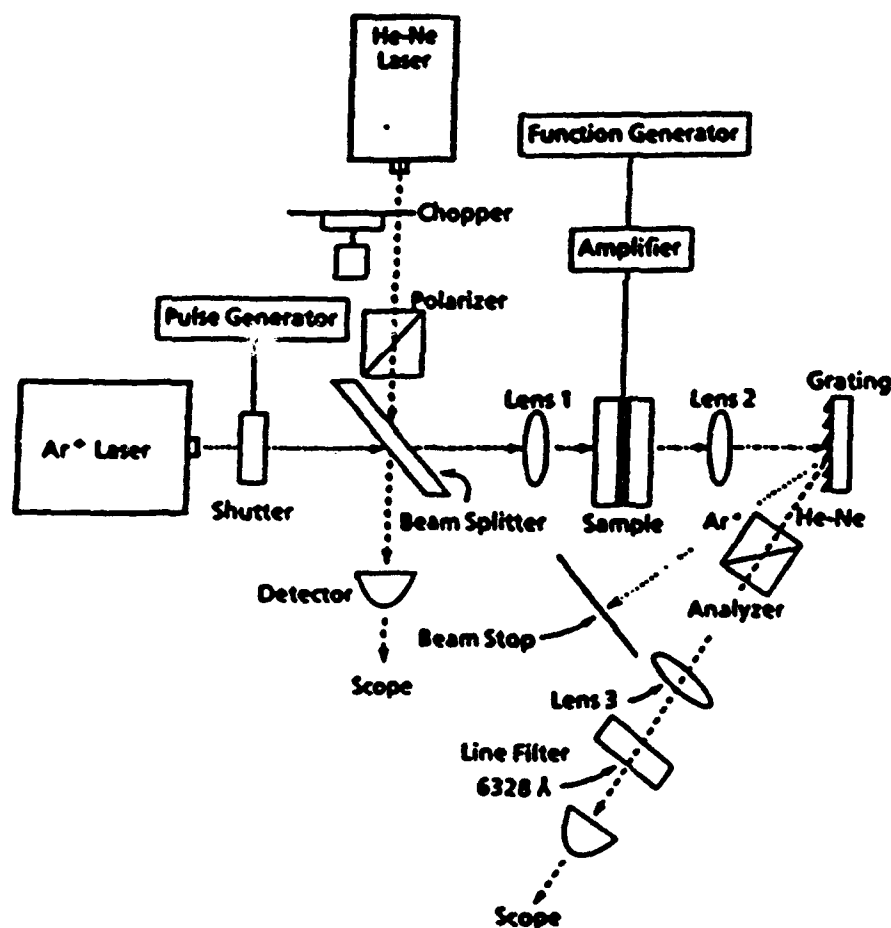 He-Ne
Laser
Function Generator
Chopper
Amplifier
Polarizer
Pulse Generator
Grating
Lens 1
Lens 2
Ar+ Laser
Shutter
Beam Splitter
Sample
Ar+
He-Ne
Detector
Analyzer
Beam Stop
Scope
Lens 3
Line Filter
6328 Å
Scope